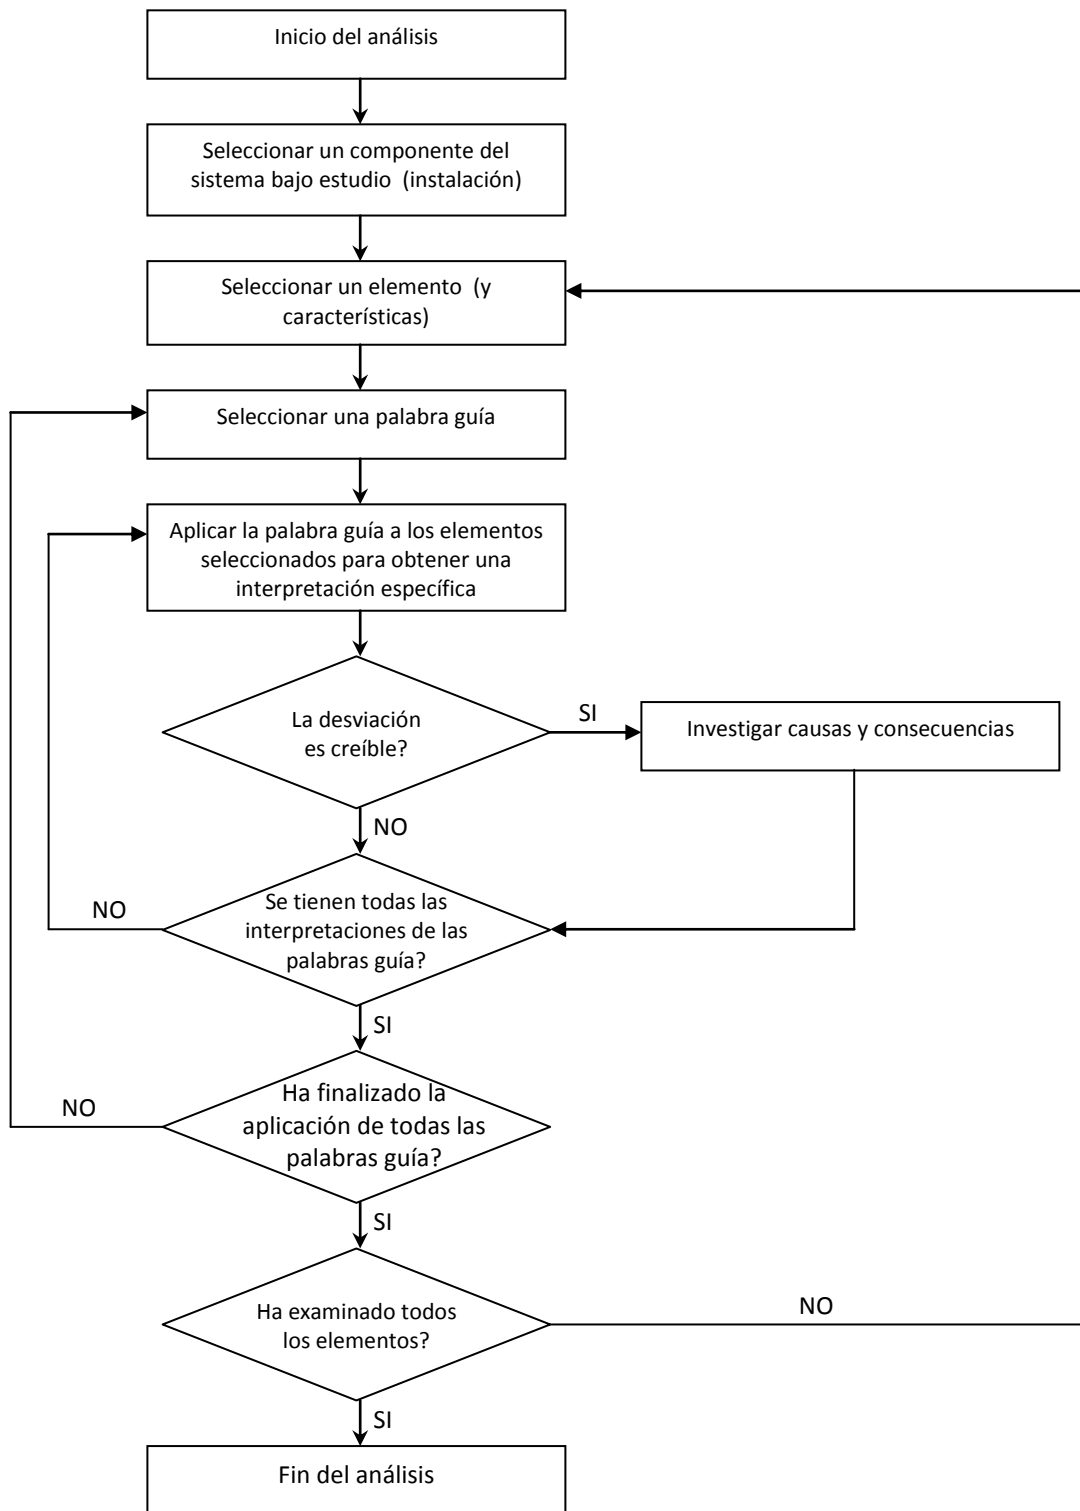 Inicio del análisis
Seleccionar un componente del
sistema bajo estudio (instalación)
Seleccionar un elemento (y
características)
Seleccionar una palabra guía
Aplicar la palabra guía a los elementos
seleccionados para obtener una
interpretación específica
La desviación
es creíble?
SI
Investigar causas y consecuencias
NO
Se tienen todas las
interpretaciones de las
palabras guía?
NO
SI
Ha finalizado la
aplicación de todas las
palabras guía?
NO
SI
Ha examinado todos
los elementos?
NO
SI
Fin del análisis